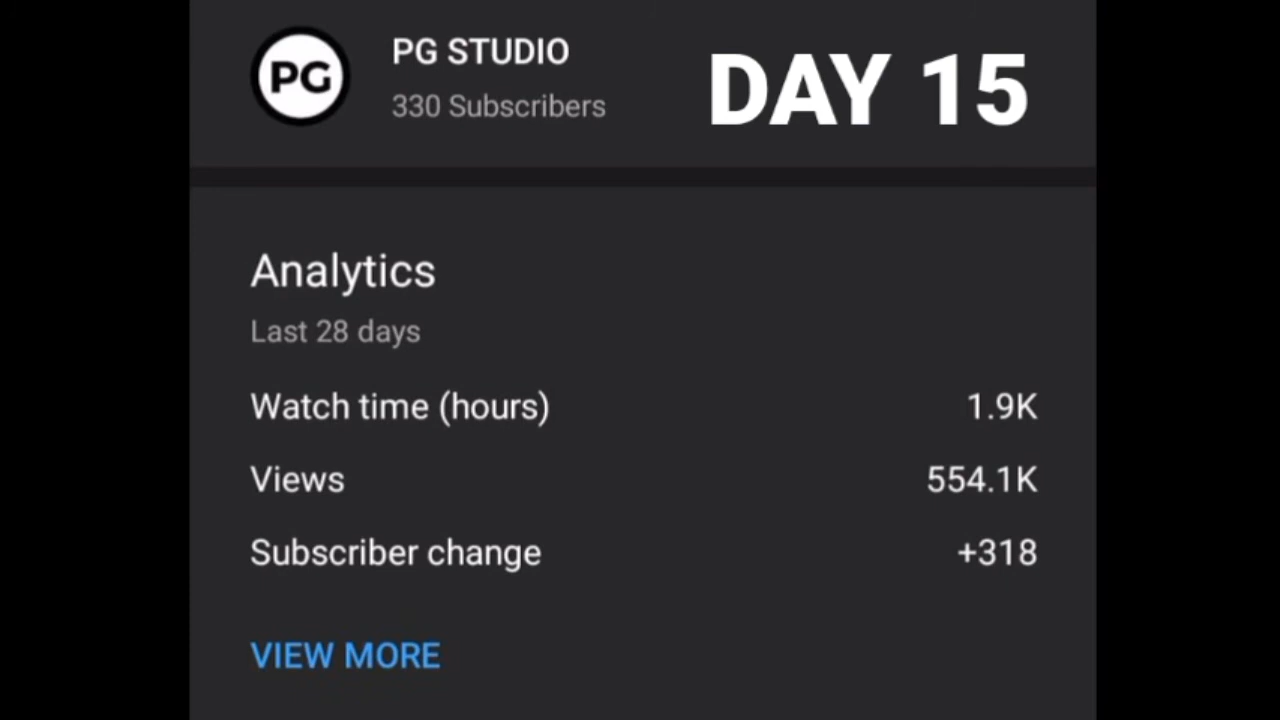 PG
PG STUDIO
330 Subscribers
DAY 15
Analytics
Last 28 days
Watch time (hours) 1.9K
Views 554.1K
Subscriber change +318
VIEW MORE